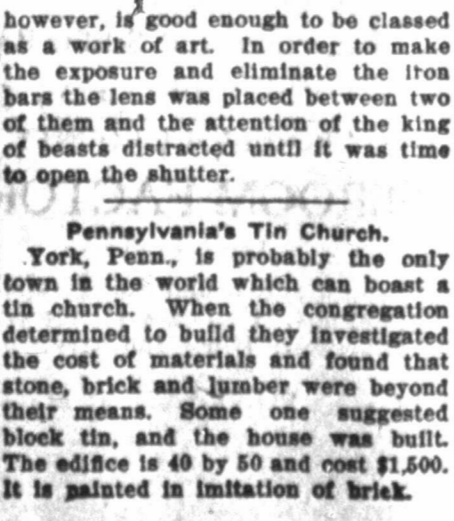 however, is good enough to be classed
as a work of art. In order to make
the exposure and eliminate the iron
bars the lens was placed between two
of them and the attention of the king
of beasts distracted until it was time
to open the shutter.
Pennsylvania's Tin Church.
York, Penn., is probably the only
town in the world which can boast a
tin church. When the congregation
determined to build they investigated
the cost of materials and found that
stone, brick and lumber were beyond
their means. Some one suggested
block tin, and the house was built.
The edifice is 40 by 50 and cost $1,500.
It is painted in imitation of brick.